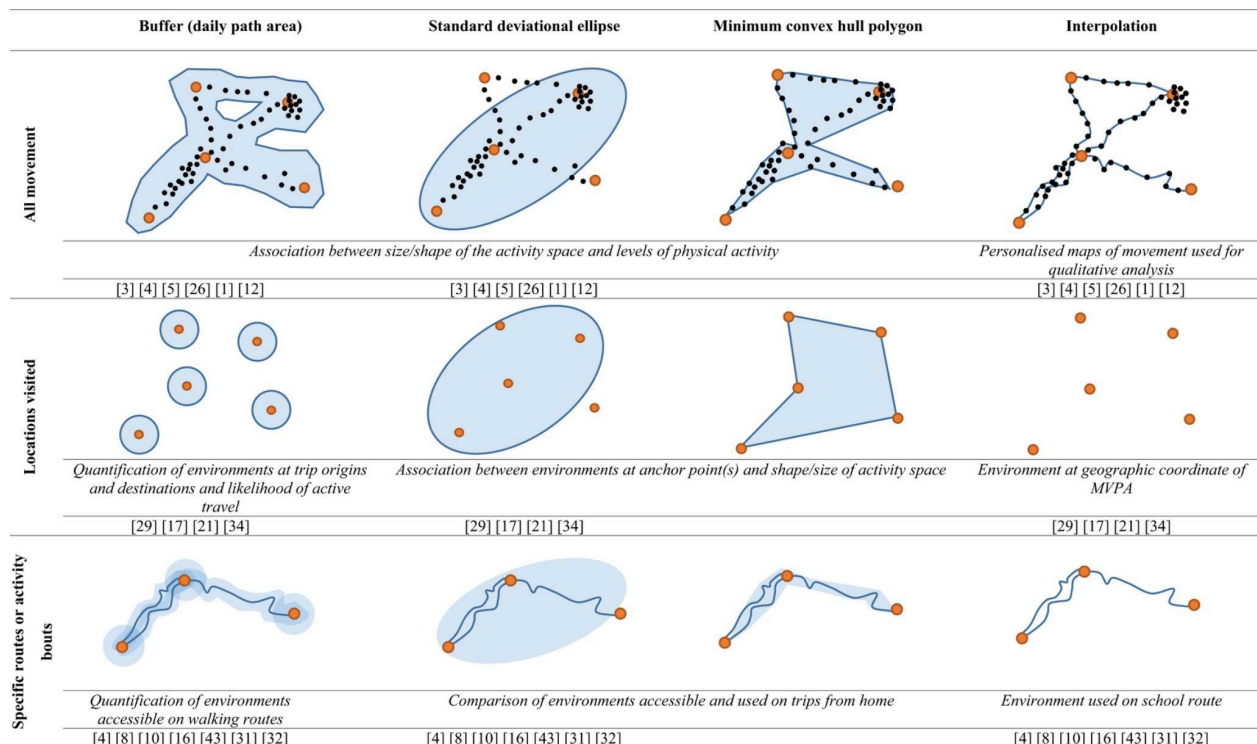 Buffer (daily path area) Standard deviational ellipse Minimum convex hull polygon Interpolation
All movement
Association between size/shape of the activity space and levels of physical activity
Personalised maps of movement used for
qualitative analysis
[3] [4] [5] [26] [1] [12] [3] [4] [5] [26] [1] [12] [3] [4] [5] [26] [1] [12]
Locations visited
Quantification of environments at trip origins
and destinations and likelihood of active
travel
Association between environments at anchor point(s) and shape/size of activity space
Environment at geographic coordinate of
MVPA
[29] [17] [21] [34] [29] [17] [21] [34] [29] [17] [21] [34]
Specific routes or activity
bouts
Quantification of environments
accessible on walking routes
Comparison of environments accessible and used on trips from home
Environment used on school route
[4] [8] [10] [16] [43] [31] [32] [4] [8] [10] [16] [43] [31] [32] [4] [8] [10] [16] [43] [31] [32]